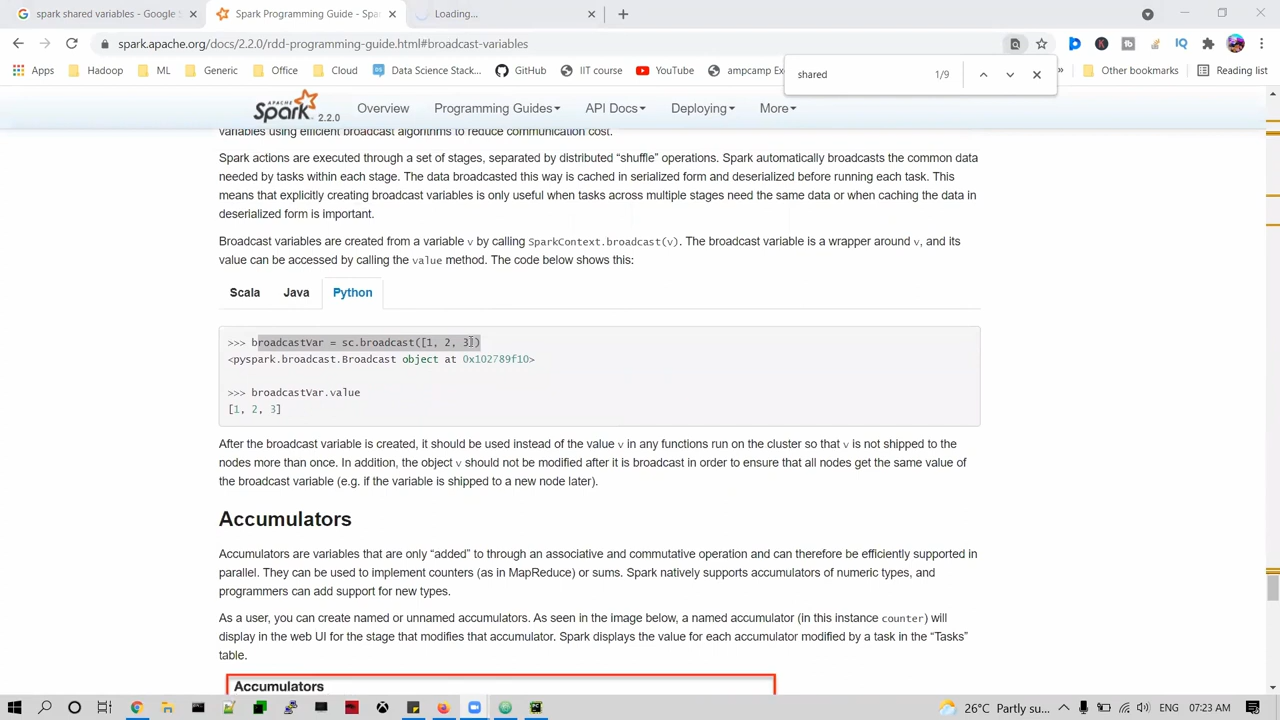 spark shared variables - Google S
Spark Programming Guide - Spa
Loading...
spark.apache.org/docs/2.2.0/rdd-programming-guide.html#broadcast-variables
Apps
Hadoop
ML
Generic
Office
Cloud
Data Science Stack...
GitHub
IIT course
YouTube
ampcamp Ex
»
Other bookmarks
Reading list
shared
1/9
APACHE Spark 2.2.0
Overview
Programming Guides
API Docs
Deploying
More
variables using efficient broadcast algorithms to reduce communication cost.
Spark actions are executed through a set of stages, separated by distributed “shuffle” operations. Spark automatically broadcasts the common data
needed by tasks within each stage. The data broadcasted this way is cached in serialized form and deserialized before running each task. This
means that explicitly creating broadcast variables is only useful when tasks across multiple stages need the same data or when caching the data in
deserialized form is important.
Broadcast variables are created from a variable v by calling SparkContext.broadcast(v). The broadcast variable is a wrapper around v, and its
value can be accessed by calling the value method. The code below shows this:
Scala
Java
Python
>>> broadcastVar = sc.broadcast([1, 2, 3])
<pyspark.broadcast.Broadcast object at 0x102789f10>
>>> broadcastVar.value
[1, 2, 3]
After the broadcast variable is created, it should be used instead of the value v in any functions run on the cluster so that v is not shipped to the
nodes more than once. In addition, the object v should not be modified after it is broadcast in order to ensure that all nodes get the same value of
the broadcast variable (e.g. if the variable is shipped to a new node later).
Accumulators
Accumulators are variables that are only “added” to through an associative and commutative operation and can therefore be efficiently supported in
parallel. They can be used to implement counters (as in MapReduce) or sums. Spark natively supports accumulators of numeric types, and
programmers can add support for new types.
As a user, you can create named or unnamed accumulators. As seen in the image below, a named accumulator (in this instance counter) will
display in the web UI for the stage that modifies that accumulator. Spark displays the value for each accumulator modified by a task in the “Tasks”
table.
Accumulators
26°C Partly su...
07:23 AM